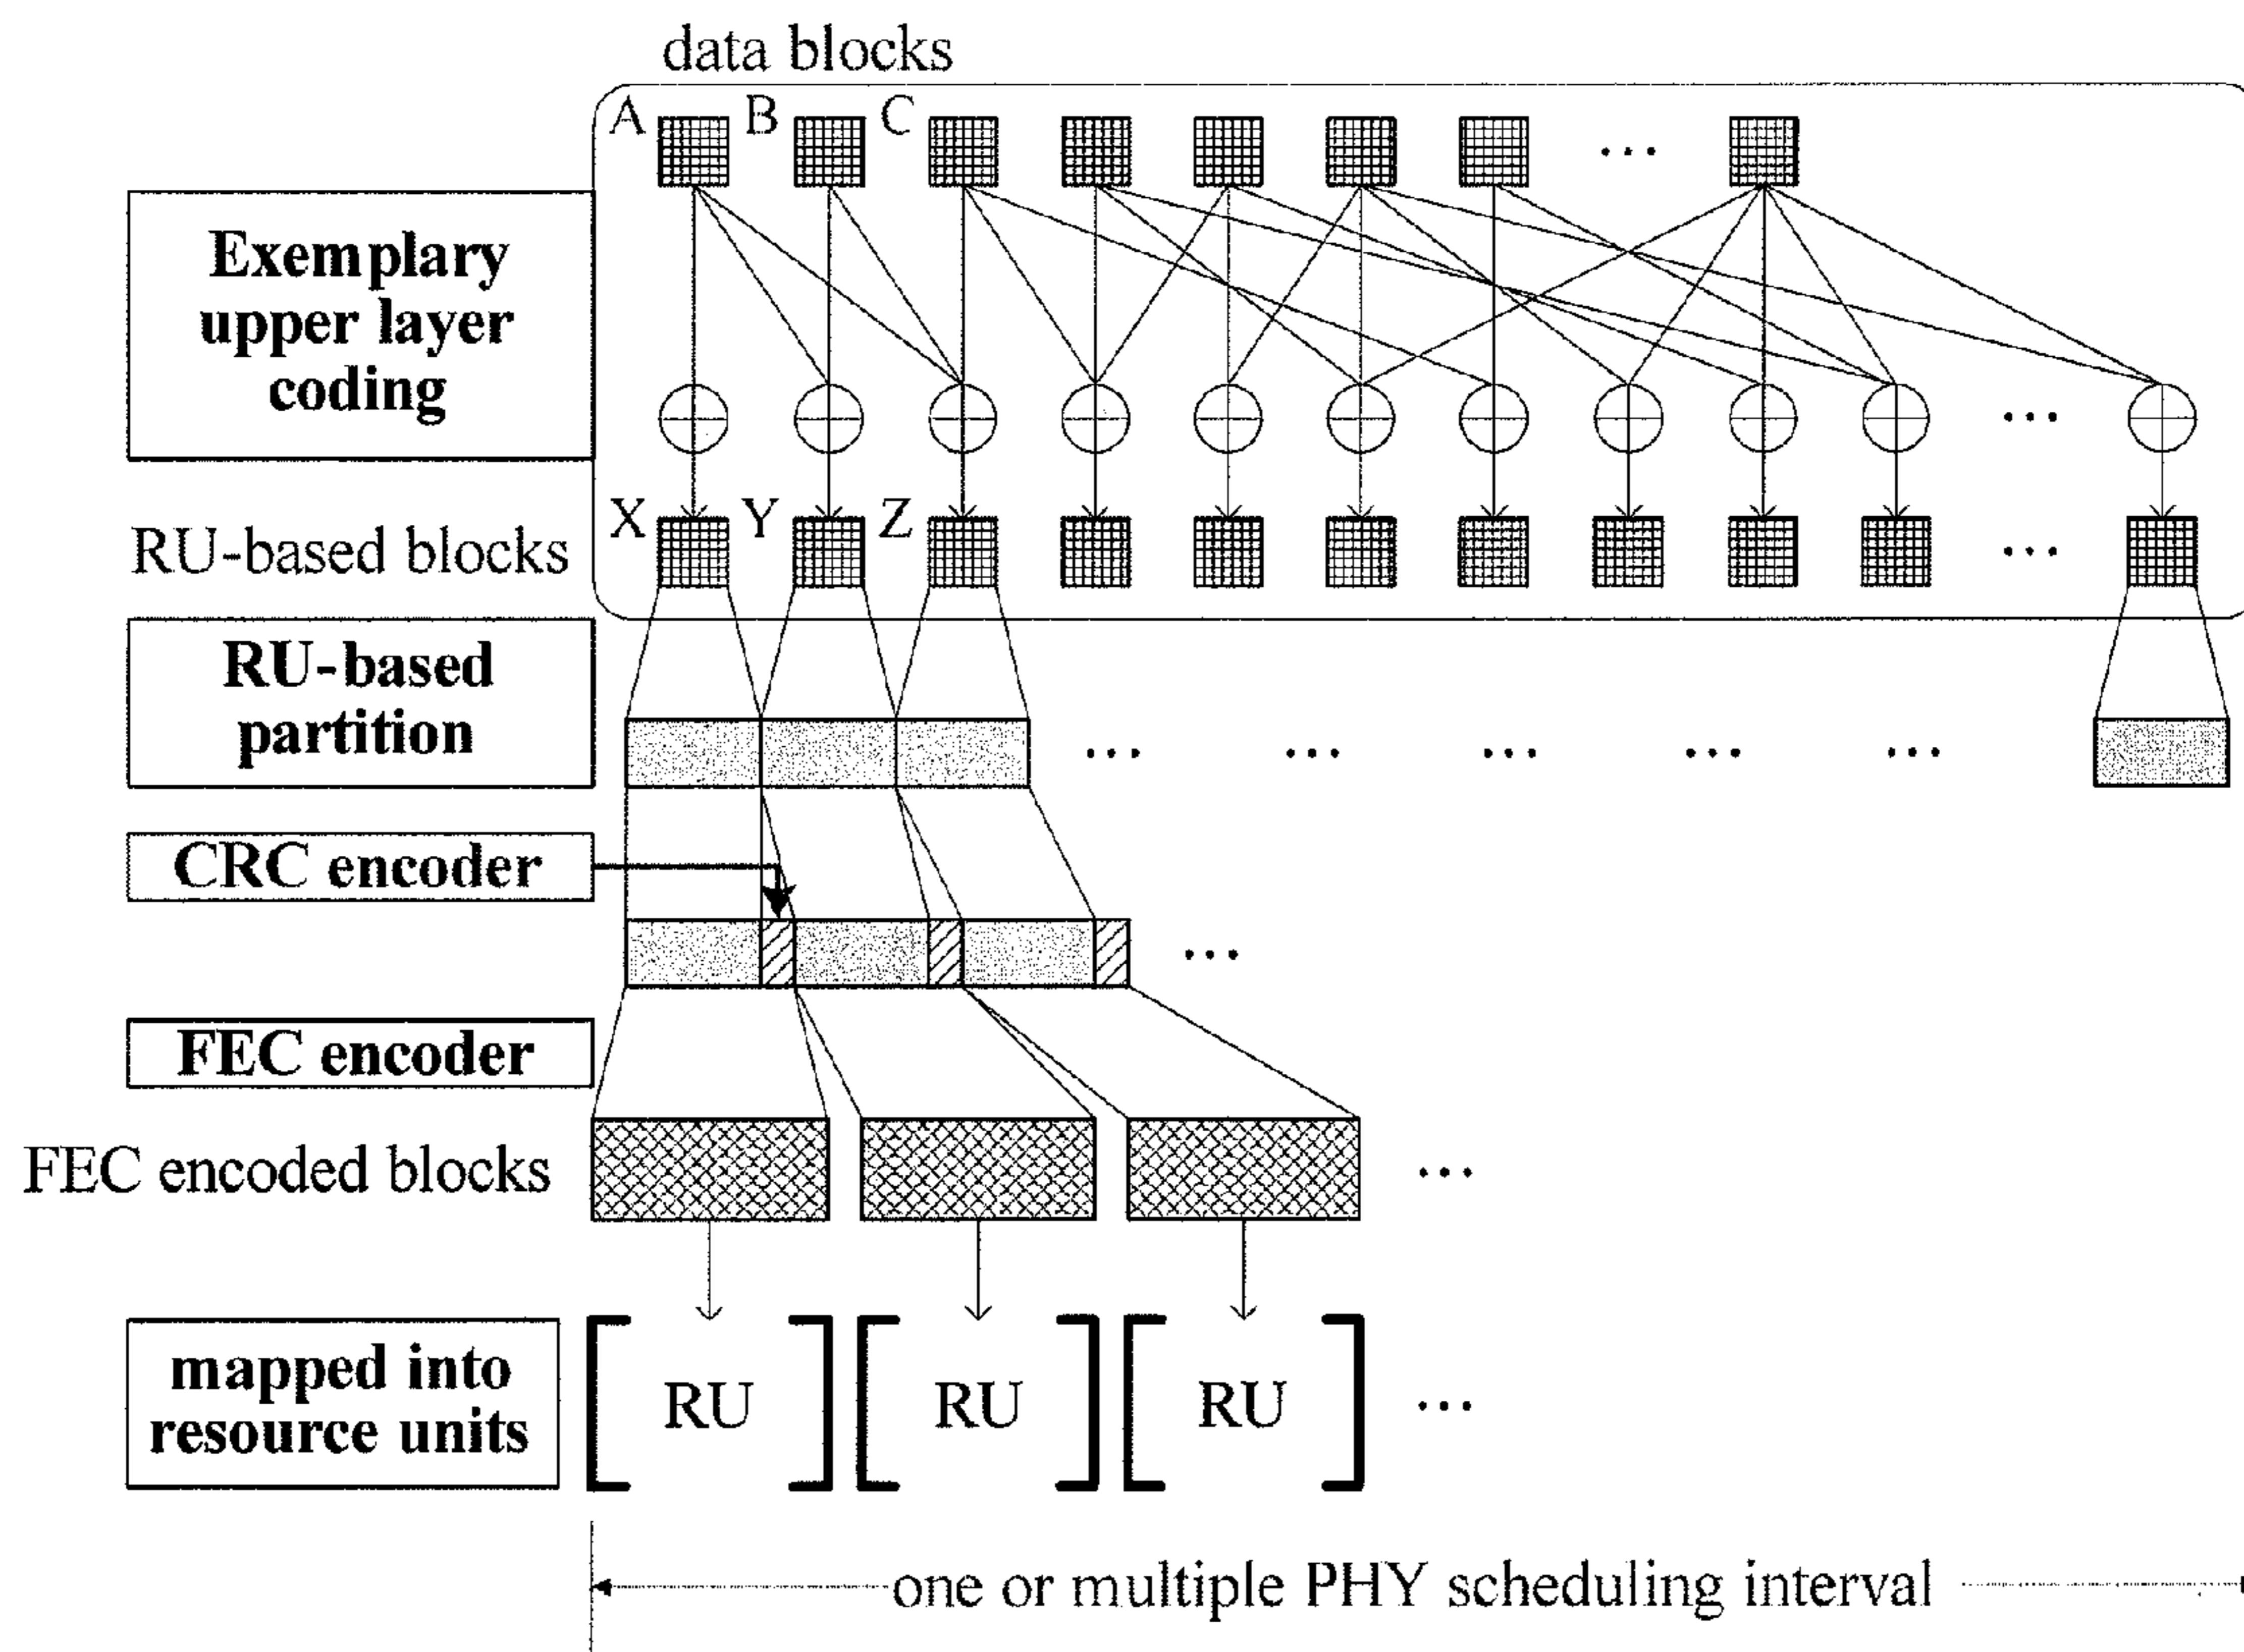 data blocks
A B C
Exemplary
upper layer
coding
...
...
X Y Z
RU-based blocks
...
RU-based
partition
... ... ... ... ...
CRC encoder
...
FEC encoder
FEC encoded blocks
...
mapped into
resource units
RU RU RU ...
one or multiple PHY scheduling interval